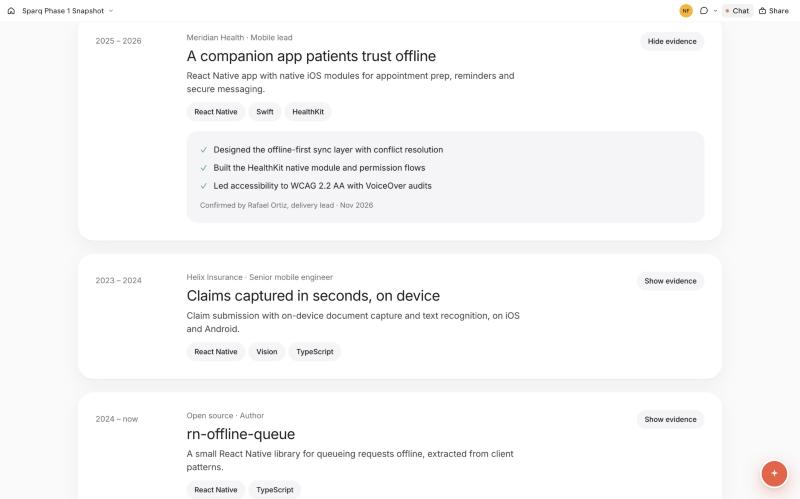 Sparq Phase 1 Snapshot
NF
Chat
Share
2025 – 2026
Meridian Health · Mobile lead
Hide evidence
A companion app patients trust offline
React Native app with native iOS modules for appointment prep, reminders and
secure messaging.
React Native
Swift
HealthKit
Designed the offline-first sync layer with conflict resolution
Built the HealthKit native module and permission flows
Led accessibility to WCAG 2.2 AA with VoiceOver audits
Confirmed by Rafael Ortiz, delivery lead · Nov 2026
2023 – 2024
Helix Insurance · Senior mobile engineer
Show evidence
Claims captured in seconds, on device
Claim submission with on-device document capture and text recognition, on iOS
and Android.
React Native
Vision
TypeScript
2024 – now
Open source · Author
Show evidence
rn-offline-queue
A small React Native library for queueing requests offline, extracted from client
patterns.
React Native
TypeScript